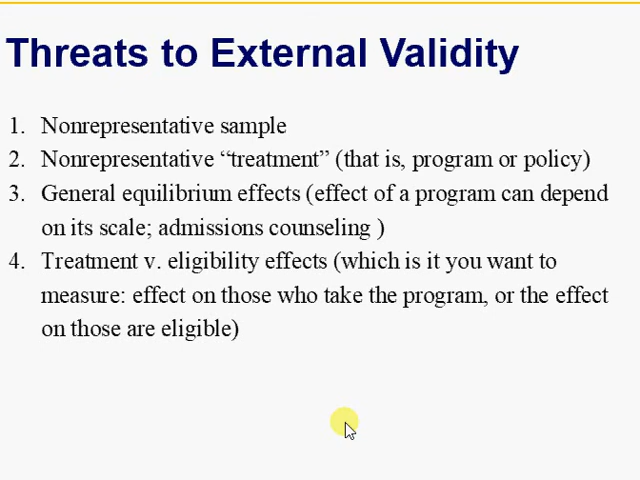 Threats to External Validity
1. Nonrepresentative sample
2. Nonrepresentative “treatment” (that is, program or policy)
3. General equilibrium effects (effect of a program can depend
on its scale; admissions counseling )
4. Treatment v. eligibility effects (which is it you want to
measure: effect on those who take the program, or the effect
on those are eligible)